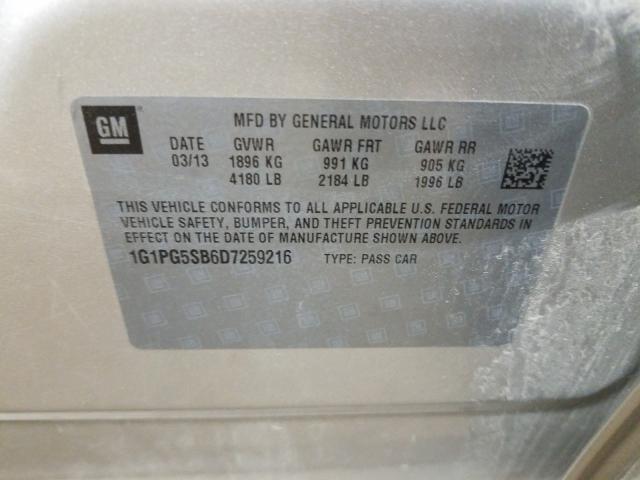 GM MFD BY GENERAL MOTORS LLC
DATE GVWR GAWR FRT GAWR RR
03/13 1896 KG 991 KG 905 KG
4180 LB 2184 LB 1996 LB
THIS VEHICLE CONFORMS TO ALL APPLICABLE U.S. FEDERAL MOTOR
VEHICLE SAFETY, BUMPER, AND THEFT PREVENTION STANDARDS IN
EFFECT ON THE DATE OF MANUFACTURE SHOWN ABOVE.
1G1PG5SB6D7259216 TYPE: PASS CAR